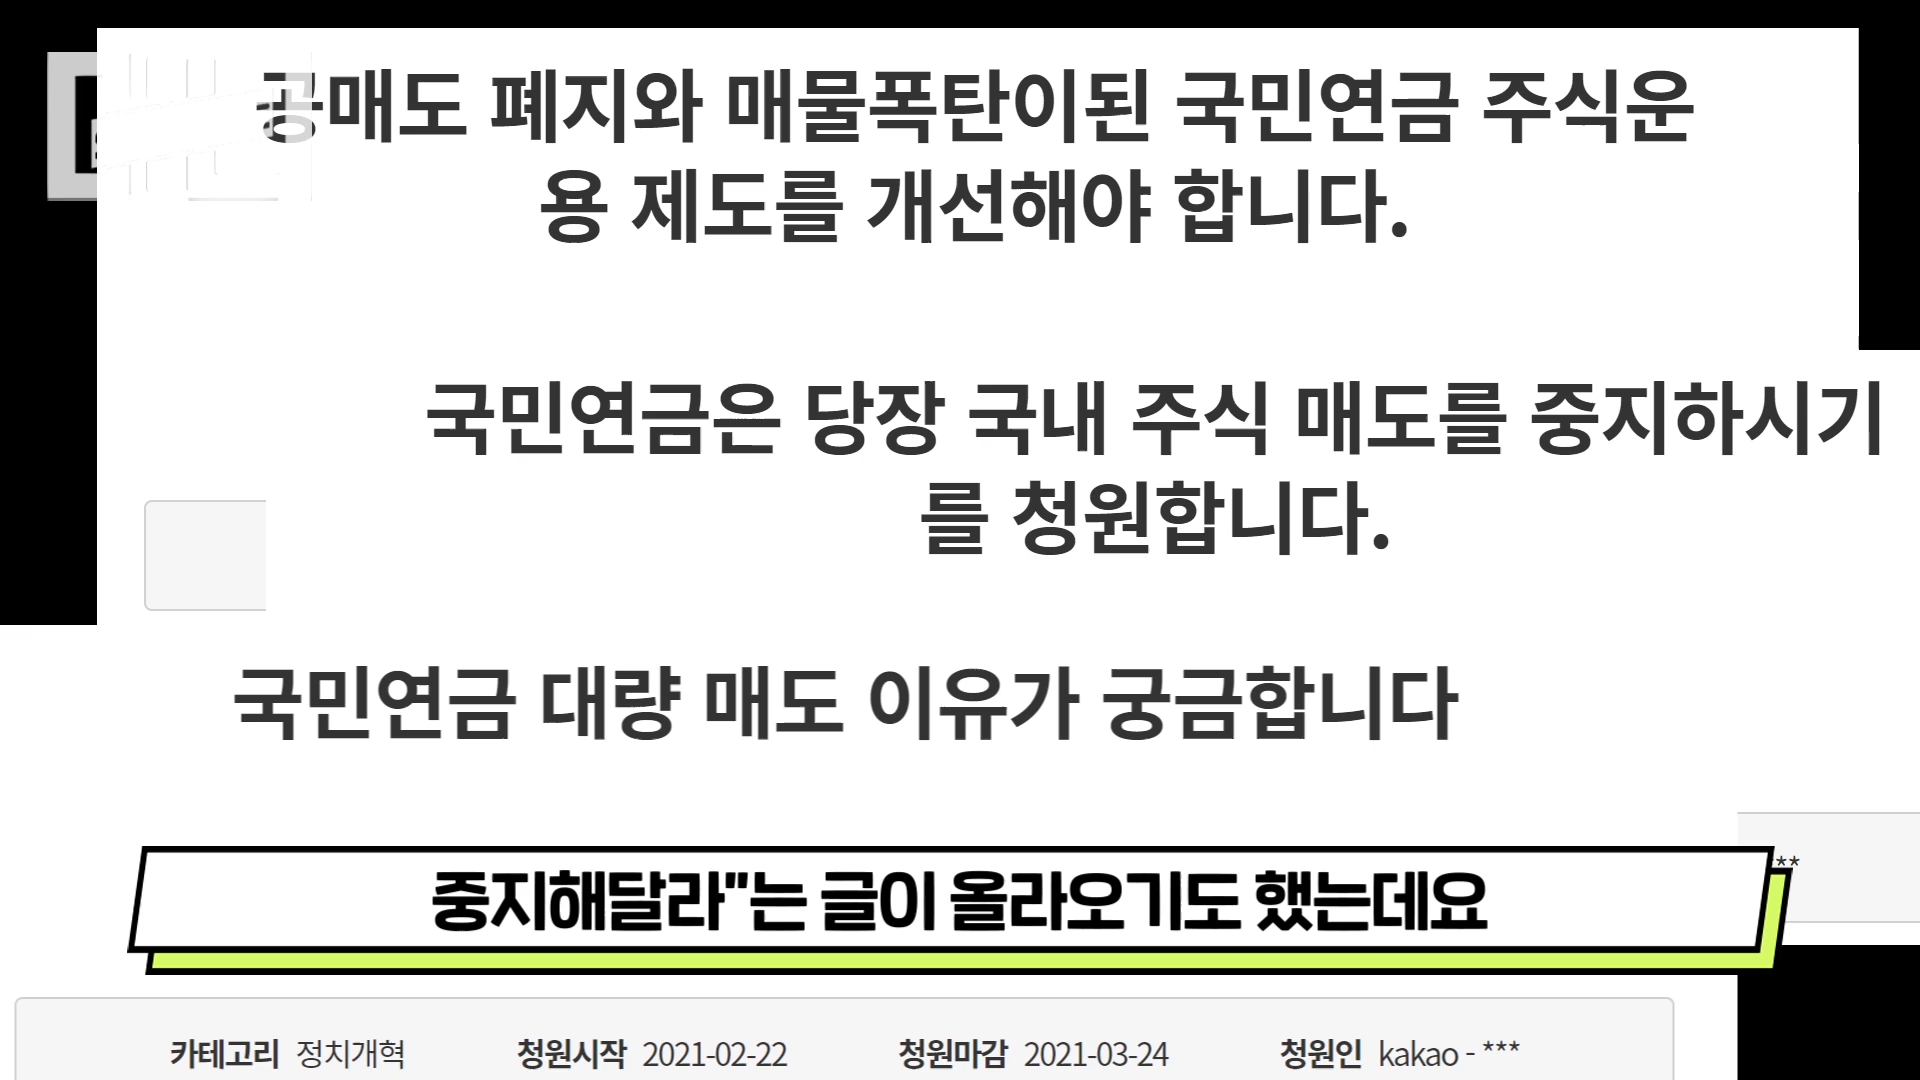 공매도 폐지와 매물폭탄이된 국민연금 주식운
용 제도를 개선해야 합니다.
국민연금은 당장 국내 주식 매도를 중지하시기
를 청원합니다.
국민연금 대량 매도 이유가 궁금합니다
***
중지해달라"는 글이 올라오기도 했는데요
카테고리 정치개혁 청원시작 2021-02-22 청원마감 2021-03-24 청원인 kakao - ***